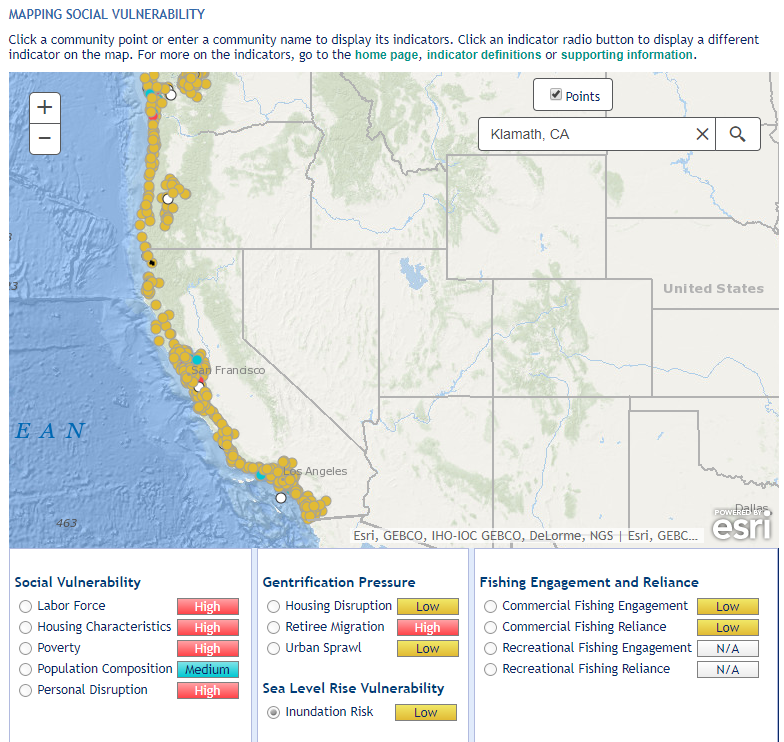 MAPPING SOCIAL VULNERABILITY
Click a community point or enter a community name to display its indicators. Click an indicator radio button to display a different
indicator on the map. For more on the indicators, go to the home page, indicator definitions or supporting information.
+
−
Points
Klamath, CA
3
3
United States
San Francisco
E A N
Los Angeles
463
Dallas
POWERED BY
esri
Esri, GEBCO, IHO-IOC GEBCO, DeLorme, NGS | Esri, GEBC...
Social Vulnerability
Labor Force High
Housing Characteristics High
Poverty High
Population Composition Medium
Personal Disruption High
Gentrification Pressure
Housing Disruption Low
Retiree Migration High
Urban Sprawl Low
Sea Level Rise Vulnerability
Inundation Risk Low
Fishing Engagement and Reliance
Commercial Fishing Engagement Low
Commercial Fishing Reliance Low
Recreational Fishing Engagement N/A
Recreational Fishing Reliance N/A